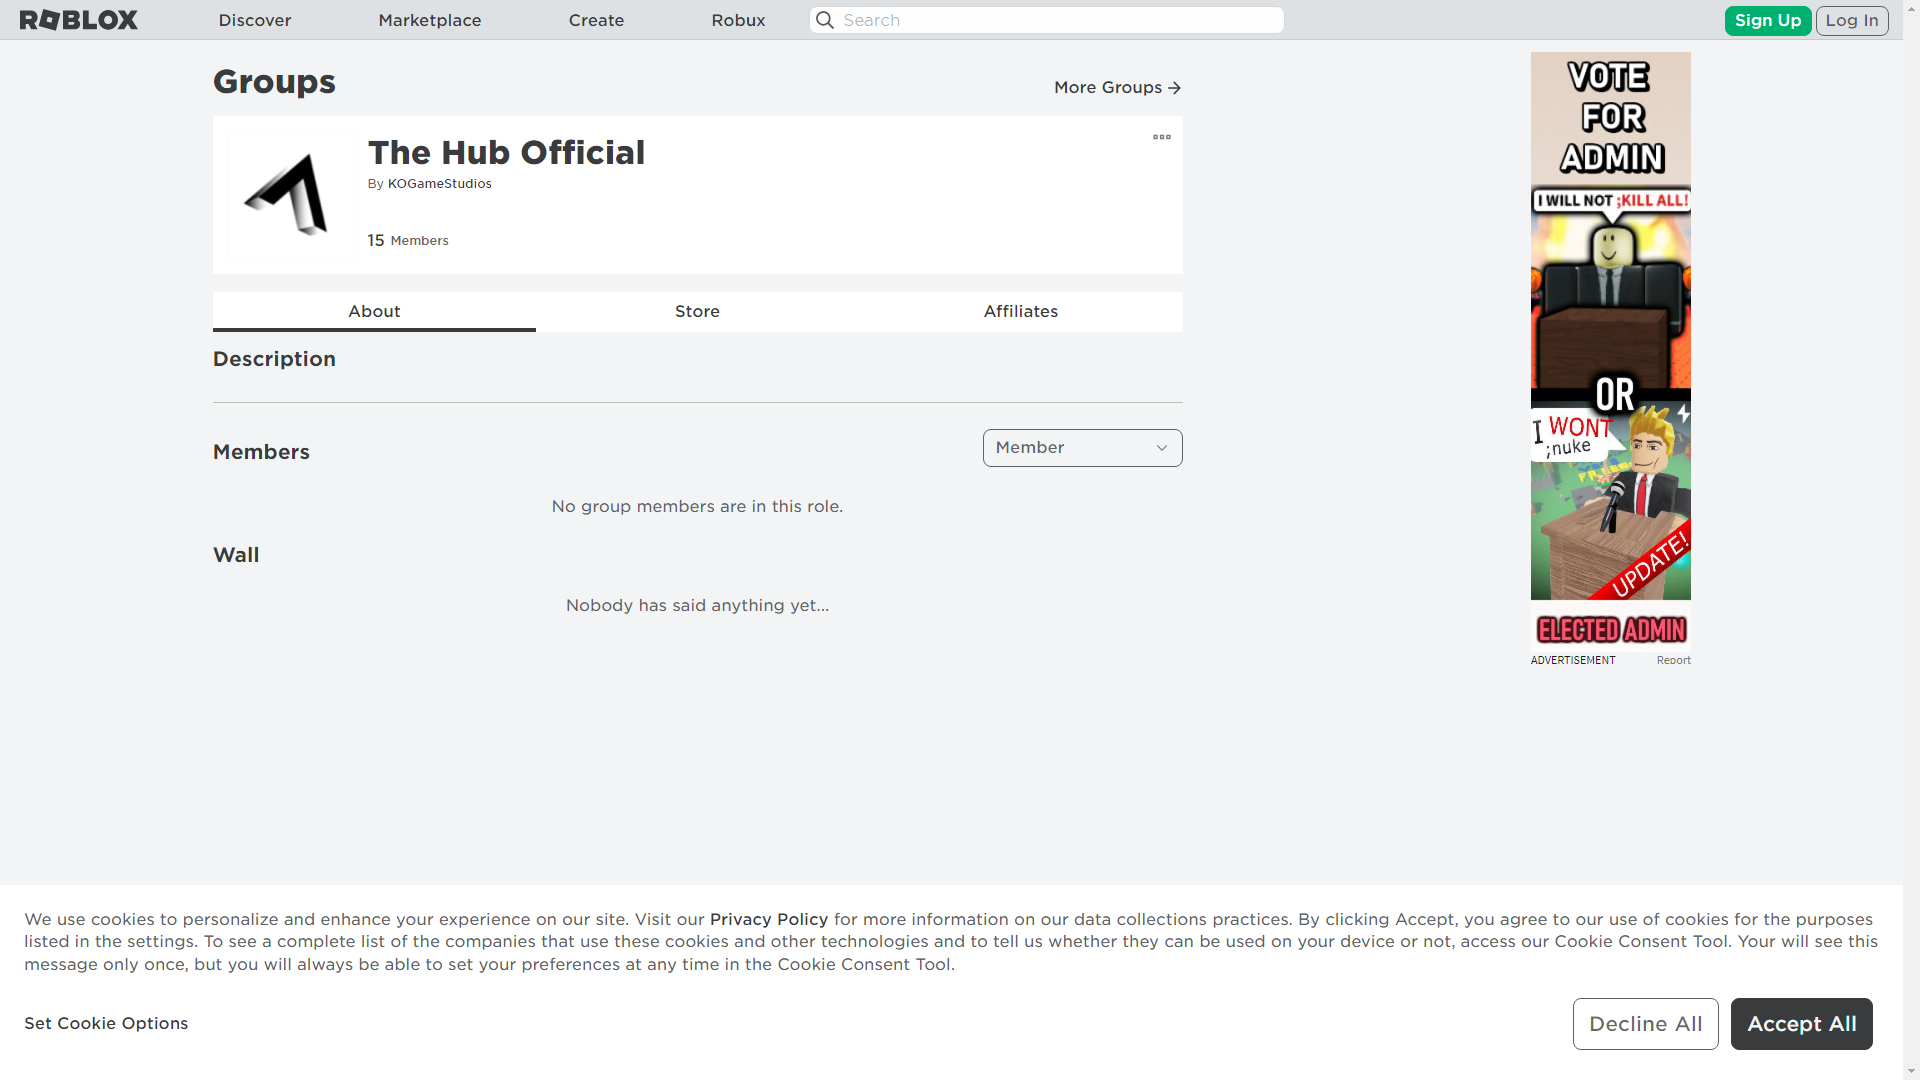 ROBLOX
Discover
Marketplace
Create
Robux
Search
Sign Up
Log In
Groups
More Groups
The Hub Official
By KOGameStudios
15 Members
About
Store
Affiliates
Description
Members
Member
No group members are in this role.
Wall
Nobody has said anything yet...
VOTE
FOR
ADMIN
I WILL NOT ;KILL ALL!
OR
I WONT
;nuke
UPDATE!
ELECTED ADMIN
ADVERTISEMENT
Report
We use cookies to personalize and enhance your experience on our site. Visit our Privacy Policy for more information on our data collections practices. By clicking Accept, you agree to our use of cookies for the purposes
listed in the settings. To see a complete list of the companies that use these cookies and other technologies and to tell us whether they can be used on your device or not, access our Cookie Consent Tool. Your will see this
message only once, but you will always be able to set your preferences at any time in the Cookie Consent Tool.
Set Cookie Options
Decline All
Accept All